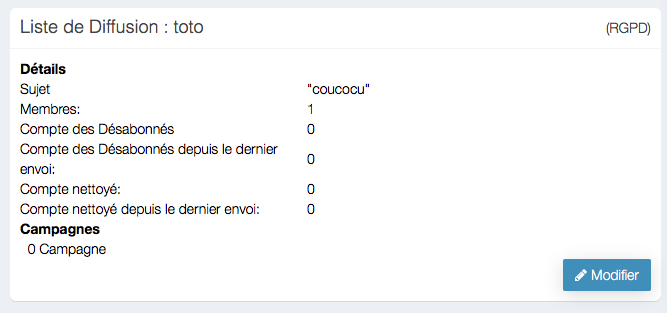 Liste de Diffusion : toto (RGPD)
Détails
Sujet "coucocu"
Membres: 1
Compte des Désabonnés 0
Compte des Désabonnés depuis le dernier
envoi: 0
Compte nettoyé: 0
Compte nettoyé depuis le dernier envoi: 0
Campagnes
0 Campagne
Modifier